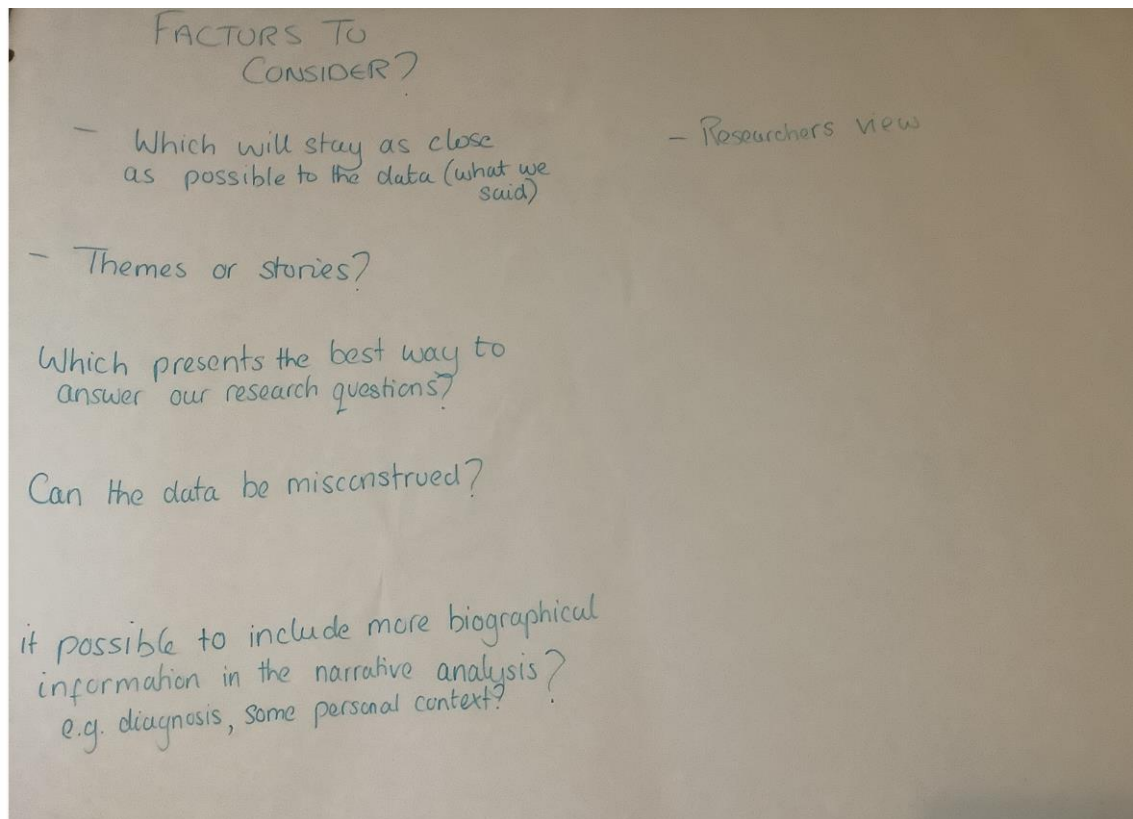 FACTORS TO
CONSIDER?
- Which will stay as close
as possible to the data (what we
said)
- Themes or stories?
Which presents the best way to
answer our research questions?
Can the data be misconstrued?
it possible to include more biographical
information in the narrative analysis?
e.g. diagnosis, some personal context?
- Researchers view